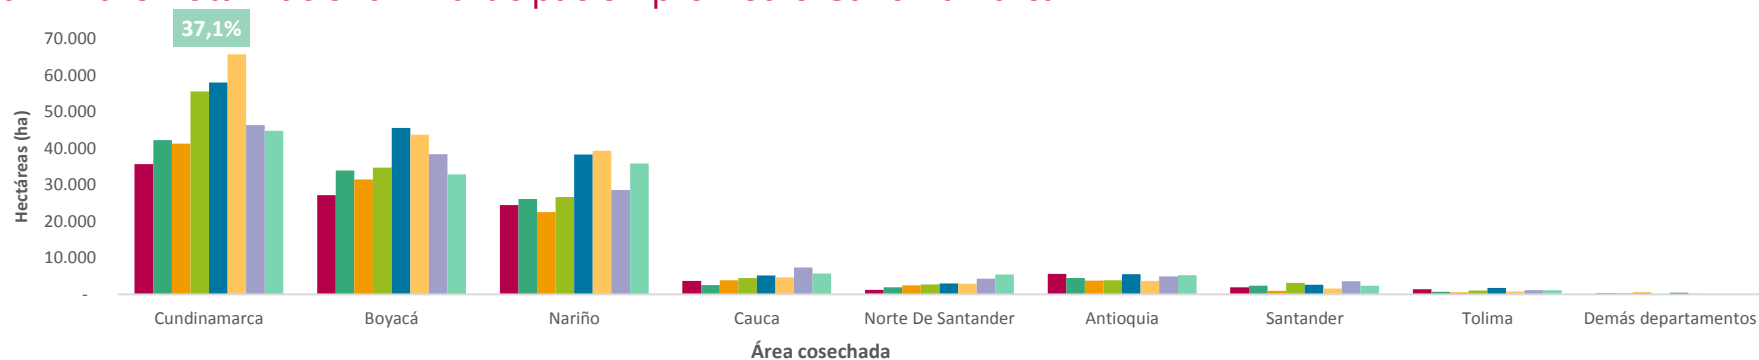 37,1%
70.000
60.000
50.000
40.000
30.000
20.000
10.000
-
Hectáreas (ha)
Cundinamarca
Boyacá
Nariño
Cauca
Norte De Santander
Antioquia
Santander
Tolima
Demás departamentos
Área cosechada